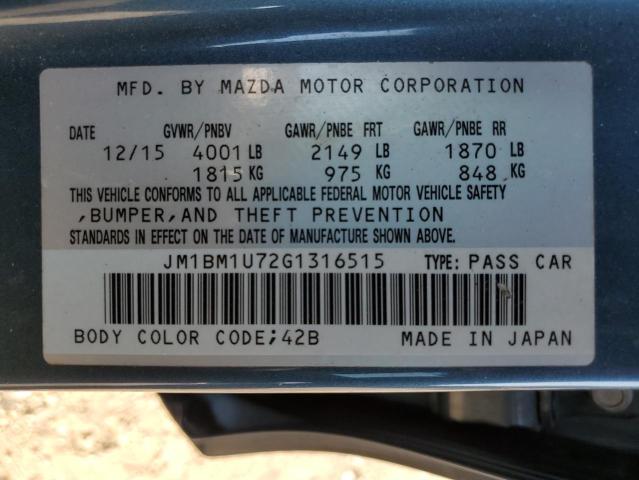 MFD. BY MAZDA MOTOR CORPORATION
DATE GVWR/PNBV GAWR/PNBE FRT GAWR/PNBE RR
12/15 4001 LB 2149 LB 1870 LB
1815 KG 975 KG 848 KG
THIS VEHICLE CONFORMS TO ALL APPLICABLE FEDERAL MOTOR VEHICLE SAFETY
,BUMPER,AND THEFT PREVENTION
STANDARDS IN EFFECT ON THE DATE OF MANUFACTURE SHOWN ABOVE.
JM1BM1U72G1316515 TYPE: PASS CAR
BODY COLOR CODE;42B MADE IN JAPAN